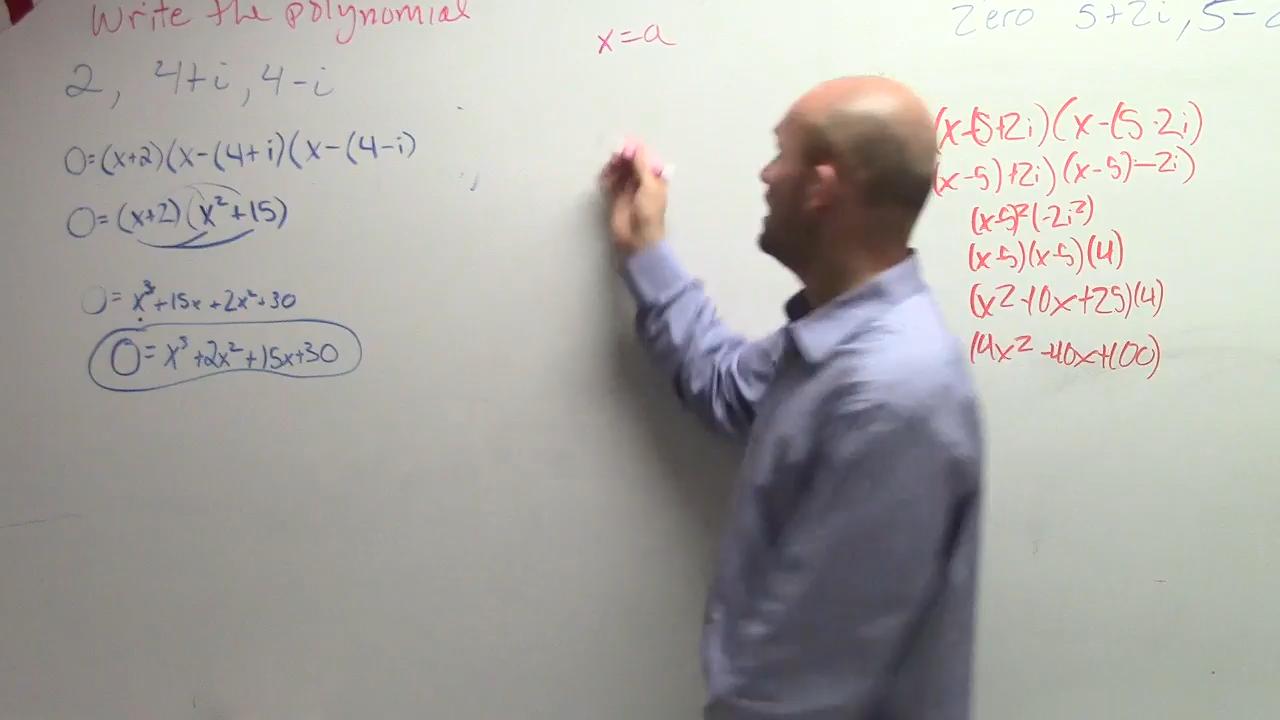 Write the polynomial
2, 4+i, 4-i
0=(x+2)(x-(4+i)(x-(4-i)
0=(x+2)(x²+15)
0=x³+15x+2x²+30
0=x³+2x²+15x+30
x=a
Zero 5+2i, 5-
(x-(5+2i)(x-(5-2i)
(x-5)+2i)(x-5)-2i)
(x-5)²(-2i²)
(x-5)(x-5)(4)
(x²-10x+25)(4)
(4x²-40x+100)